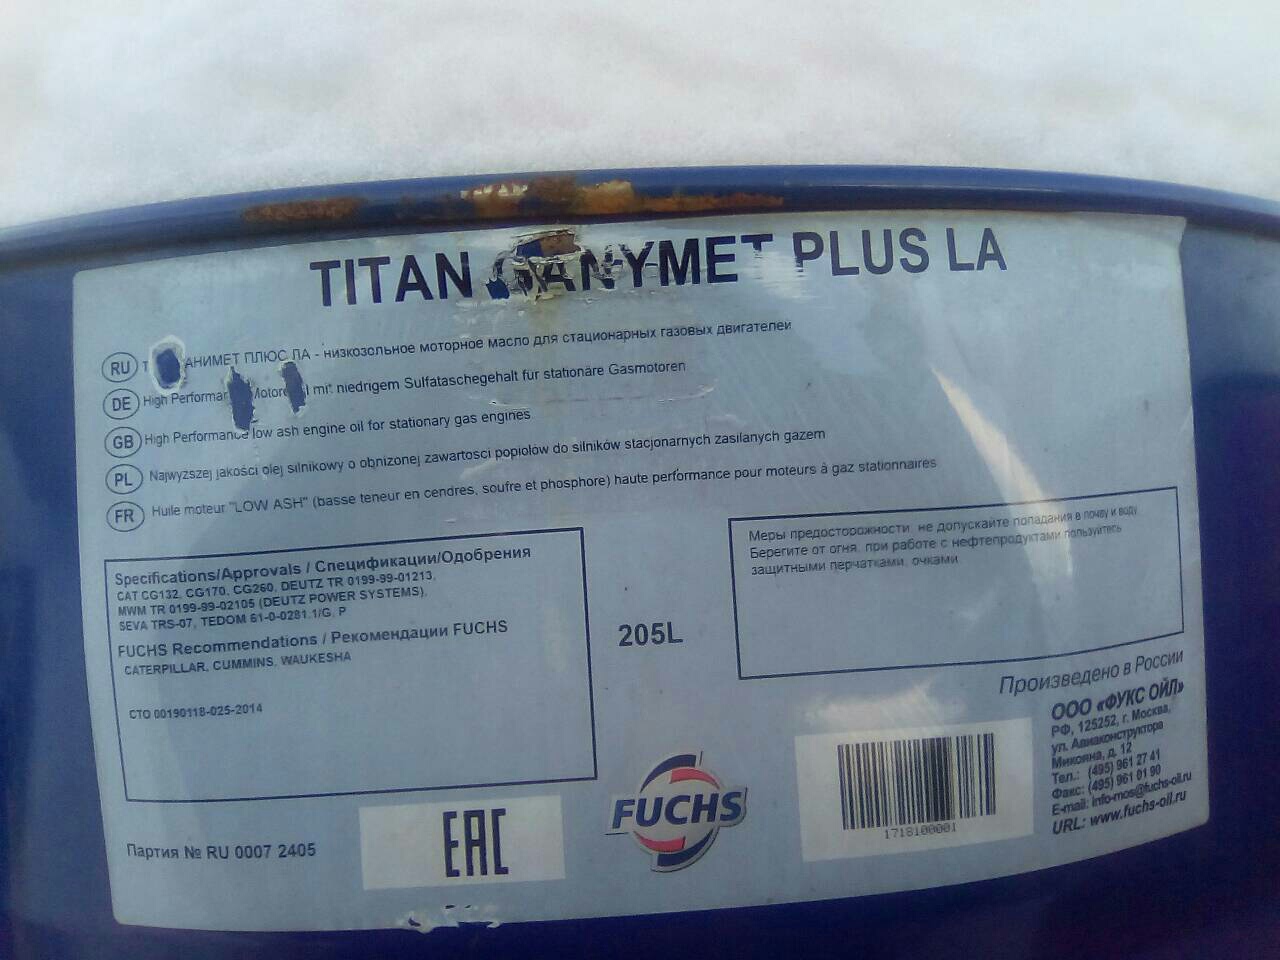 TITAN GANYMET PLUS LA
RU АНИМЕТ ПЛЮС ЛА - низкозольное моторное масло для стационарных газовых двигателей
DE High Performan Motore l mit niedrigem Sulfataschegehalt für stationäre Gasmotoren
GB High Performance low ash engine oil for stationary gas engines
PL Najwyzszej jakości olej silnikowy o obnizonej zawartosci popiołów do silników stacjonarnych zasilanych gazem
FR Huile moteur "LOW ASH" (basse teneur en cendres, soufre et phosphore) haute performance pour moteurs à gaz stationnaires
Specifications/Approvals / Спецификации/Одобрения
CAT CG132, CG170, CG260, DEUTZ TR 0199-99-01213,
MWM TR 0199-99-02105 (DEUTZ POWER SYSTEMS),
SEVA TRS-07, TEDOM 61-0-0281.1/G, P
FUCHS Recommendations / Рекомендации FUCHS
CATERPILLAR, CUMMINS, WAUKESHA
СТО 00190118-025-2014
205L
Меры предосторожности: не допускайте попадания в почву и воду.
Берегите от огня, при работе с нефтепродуктами пользуйтесь
защитными перчатками, очками.
Произведено в России
ООО «ФУКС ОЙЛ»
РФ, 125252, г. Москва,
ул. Авиаконструктора
Микояна, д. 12
Тел.: (495) 961 27 41
Факс: (495) 961 01 90
E-mail: info-mos@fuchs-oil.ru
URL: www.fuchs-oil.ru
Партия № RU 0007 2405
EAC
FUCHS
1718100001